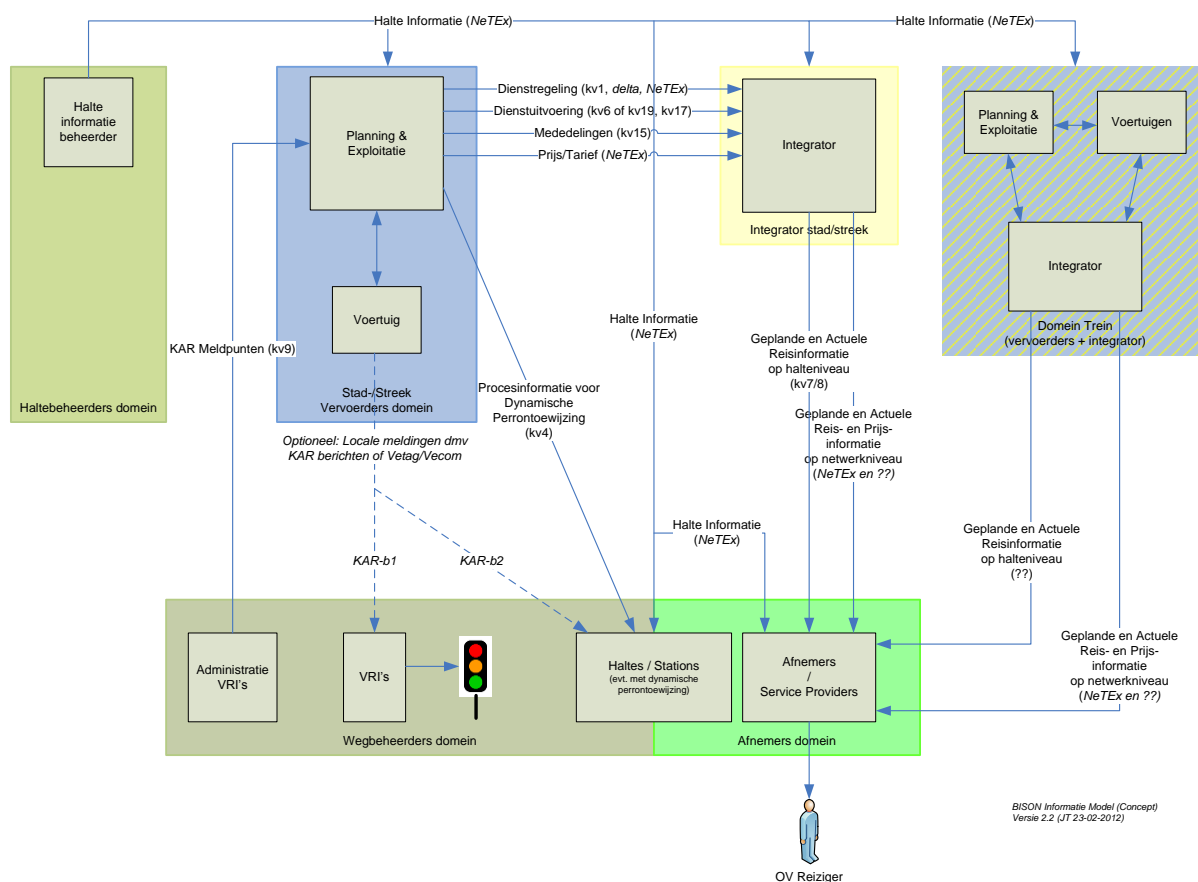 Halte Informatie (NeTEx)
Halte Informatie (NeTEx)
Halte
informatie
beheerder
Haltebeheerders domein
Planning &
Exploitatie
Voertuig
Stad-/Streek
Vervoerders domein
Dienstregeling (kv1, delta, NeTEx)
Dienstuitvoering (kv6 of kv19, kv17)
Mededelingen (kv15)
Prijs/Tarief (NeTEx)
Integrator
Integrator stad/streek
Planning &
Exploitatie
Voertuigen
Integrator
Domein Trein
(vervoerders + integrator)
KAR Meldpunten (kv9)
Halte Informatie
(NeTEx)
Geplande en Actuele
Reisinformatie
op halteniveau
(kv7/8)
Procesinformatie voor
Dynamische
Perrontoewijzing
(kv4)
Geplande en Actuele
Reis- en Prijs-
informatie
op netwerkniveau
(NeTEx en ??)
Optioneel: Locale meldingen dmv
KAR berichten of Vetag/Vecom
Halte Informatie
(NeTEx)
Geplande en Actuele
Reisinformatie
op halteniveau
(??)
KAR-b1
KAR-b2
Geplande en Actuele
Reis- en Prijs-
informatie
op netwerkniveau
(NeTEx en ??)
Administratie
VRI's
VRI's
Haltes / Stations
(evt. met dynamische
perrontoewijzing)
Afnemers
/
Service Providers
Wegbeheerders domein
Afnemers domein
OV Reiziger
BISON Informatie Model (Concept)
Versie 2.2 (JT 23-02-2012)